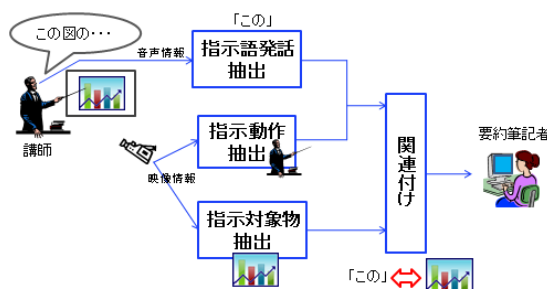 この図の・・・
「この」
音声情報
指示語発話
抽出
講師
指示動作
抽出
映像情報
指示対象物
抽出
関連付け
要約筆記者
「この」